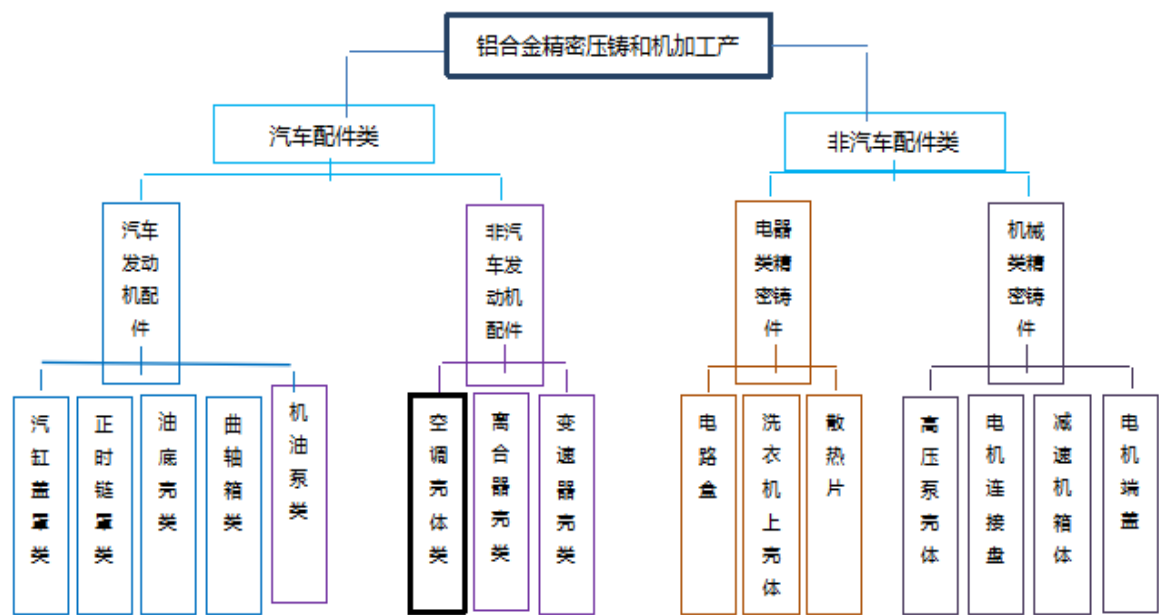 铝合金精密压铸和机加工产
汽车配件类
非汽车配件类
汽车
发动
机配
件
非汽
车发
动机
配件
电器
类精
密铸
件
机械
类精
密铸
件
汽缸盖罩类
正时链罩类
油底壳类
曲轴箱类
机油泵类
空调壳体类
离合器壳类
变速器壳类
电路盒
洗衣机上壳体
散热片
高压泵壳体
电机连接盘
减速机箱体
电机端盖